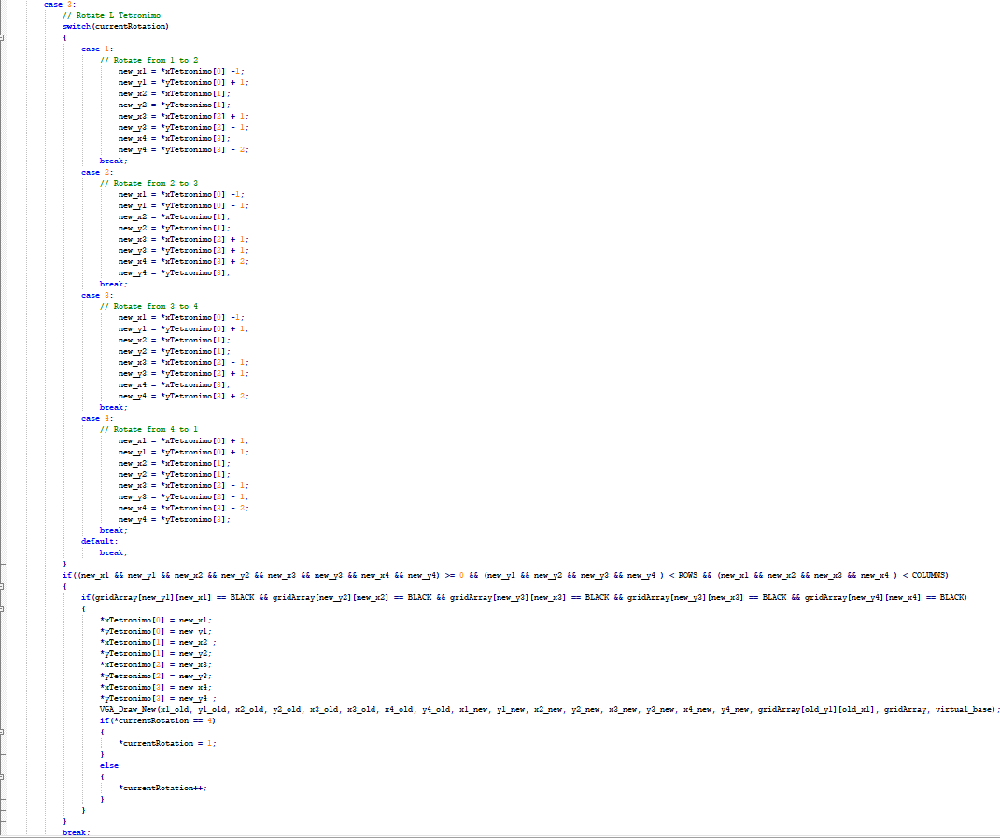 case 3:
// Rotate L Tetronimo
switch(currentRotation)
{
case 1:
// Rotate from 1 to 2
new_x1 = *xTetronimo[0] -1;
new_y1 = *yTetronimo[0] + 1;
new_x2 = *xTetronimo[1];
new_y2 = *yTetronimo[1];
new_x3 = *xTetronimo[2] + 1;
new_y3 = *yTetronimo[2] - 1;
new_x4 = *xTetronimo[3];
new_y4 = *yTetronimo[3] - 2;
break;
case 2:
// Rotate from 2 to 3
new_x1 = *xTetronimo[0] -1;
new_y1 = *yTetronimo[0] - 1;
new_x2 = *xTetronimo[1];
new_y2 = *yTetronimo[1];
new_x3 = *xTetronimo[2] + 1;
new_y3 = *yTetronimo[2] + 1;
new_x4 = *xTetronimo[3] + 2;
new_y4 = *yTetronimo[3];
break;
case 3:
// Rotate from 3 to 4
new_x1 = *xTetronimo[0] -1;
new_y1 = *yTetronimo[0] + 1;
new_x2 = *xTetronimo[1];
new_y2 = *yTetronimo[1];
new_x3 = *xTetronimo[2] - 1;
new_y3 = *yTetronimo[2] + 1;
new_x4 = *xTetronimo[3];
new_y4 = *yTetronimo[3] + 2;
break;
case 4:
// Rotate from 4 to 1
new_x1 = *xTetronimo[0] + 1;
new_y1 = *yTetronimo[0] + 1;
new_x2 = *xTetronimo[1];
new_y2 = *yTetronimo[1];
new_x3 = *xTetronimo[2] - 1;
new_y3 = *yTetronimo[2] - 1;
new_x4 = *xTetronimo[3] - 2;
new_y4 = *yTetronimo[3];
break;
default:
break;
}
if((new_x1 && new_y1 && new_x2 && new_y2 && new_x3 && new_y3 && new_x4 && new_y4) >= 0 && (new_y1 && new_y2 && new_y3 && new_y4 ) < ROWS && (new_x1 && new_x2 && new_x3 && new_x4 ) < COLUMNS)
{
if(gridArray[new_y1][new_x1] == BLACK && gridArray[new_y2][new_x2] == BLACK && gridArray[new_y3][new_x3] == BLACK && gridArray[new_y3][new_x3] == BLACK && gridArray[new_y4][new_x4] == BLACK)
{
*xTetronimo[0] = new_x1;
*yTetronimo[0] = new_y1;
*xTetronimo[1] = new_x2 ;
*yTetronimo[1] = new_y2;
*xTetronimo[2] = new_x3;
*yTetronimo[2] = new_y3;
*xTetronimo[3] = new_x4;
*yTetronimo[3] = new_y4 ;
VGA_Draw_New(x1_old, y1_old, x2_old, y2_old, x3_old, x3_old, x4_old, y4_old, x1_new, y1_new, x2_new, y2_new, x3_new, y3_new, x4_new, y4_new, gridArray[old_y1][old_x1], gridArray, virtual_base);
if(*currentRotation == 4)
{
*currentRotation = 1;
}
else
{
*currentRotation++;
}
}
}
break;